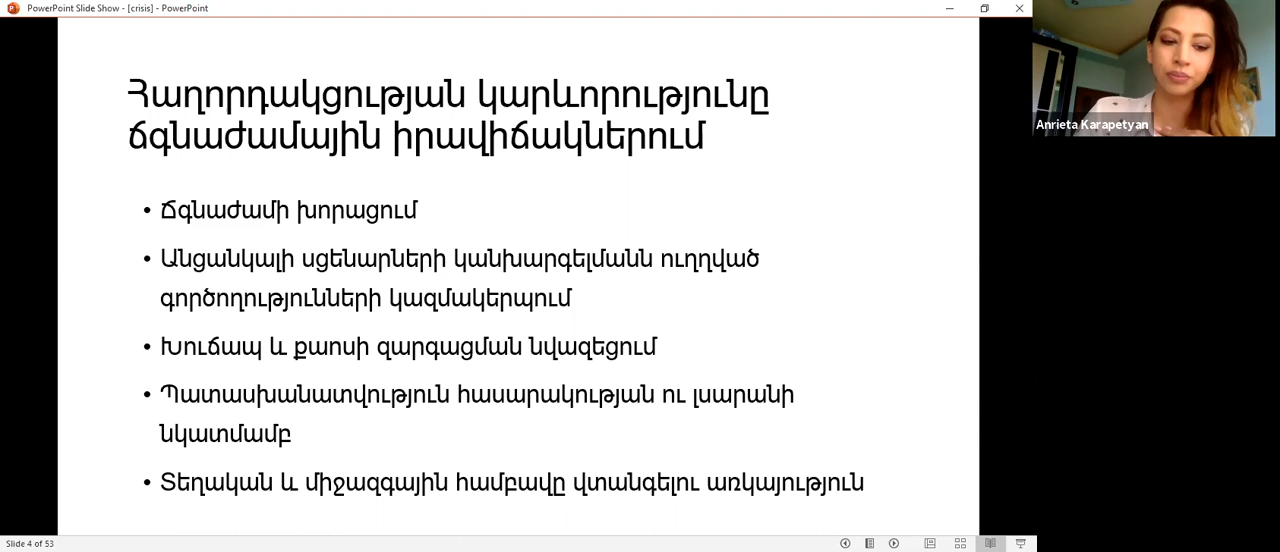 PowerPoint Slide Show - [crisis] - PowerPoint
Anrieta Karapetyan
Հաղորդակցության կարևորությունը
ճգնաժամային իրավիճակներում
• Ճգնաժամի խորացում
• Անցանկալի սցենարների կանխարգելմանն ուղղված
գործողությունների կազմակերպում
• Խուճապ և քաոսի զարգացման նվազեցում
• Պատասխանատվություն հասարակության ու լսարանի
նկատմամբ
• Տեղական և միջազգային համբավը վտանգելու առկայություն
Slide 4 of 53